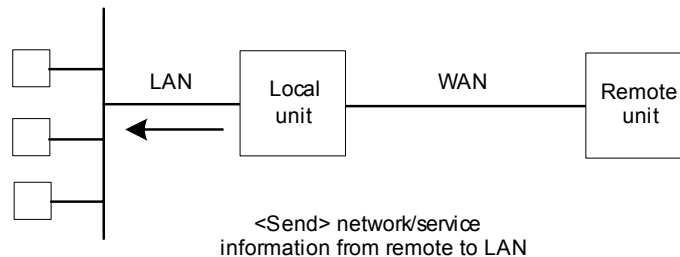 LAN
Local
unit
WAN
Remote
unit
<Send> network/service
information from remote to LAN